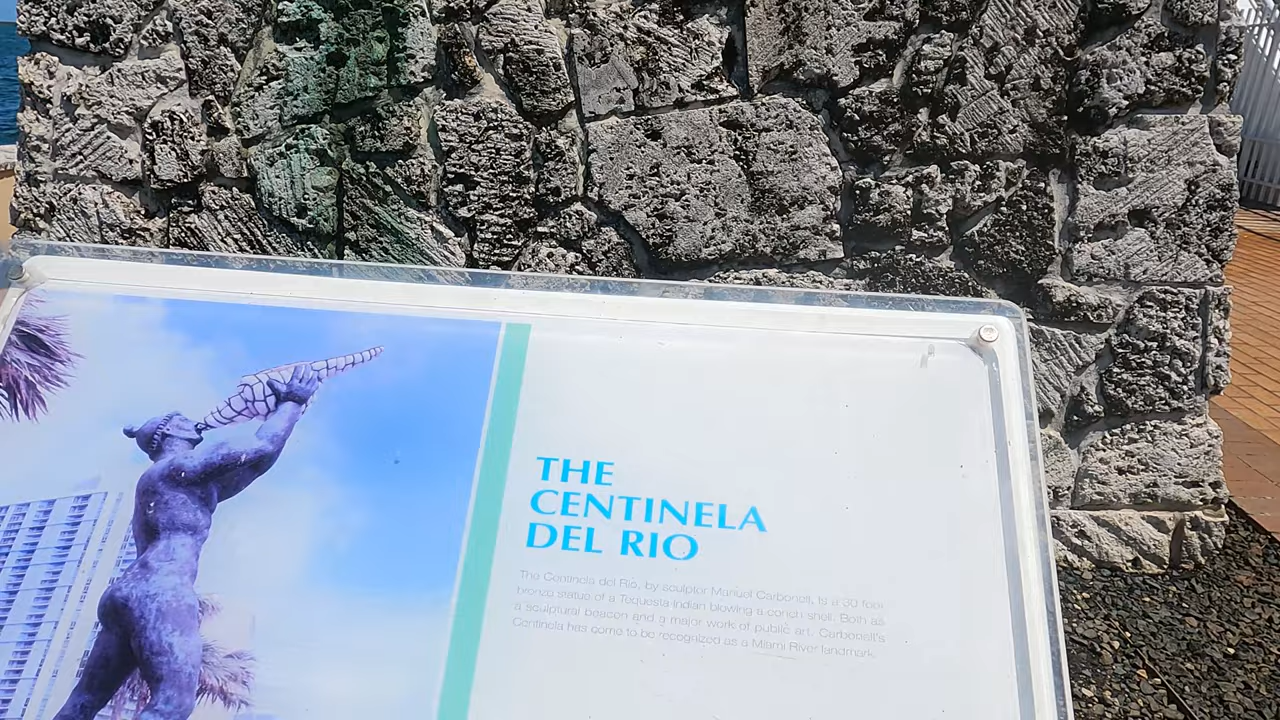 THE
CENTINELA
DEL RIO
The Centinela del Rio, by sculptor Manuel Carbonell, is a 30 foot
bronze statue of a Tequesta Indian blowing a conch shell. Both as
a sculptural beacon and a major work of public art, Carbonell's
Centinela has come to be recognized as a Miami River landmark.